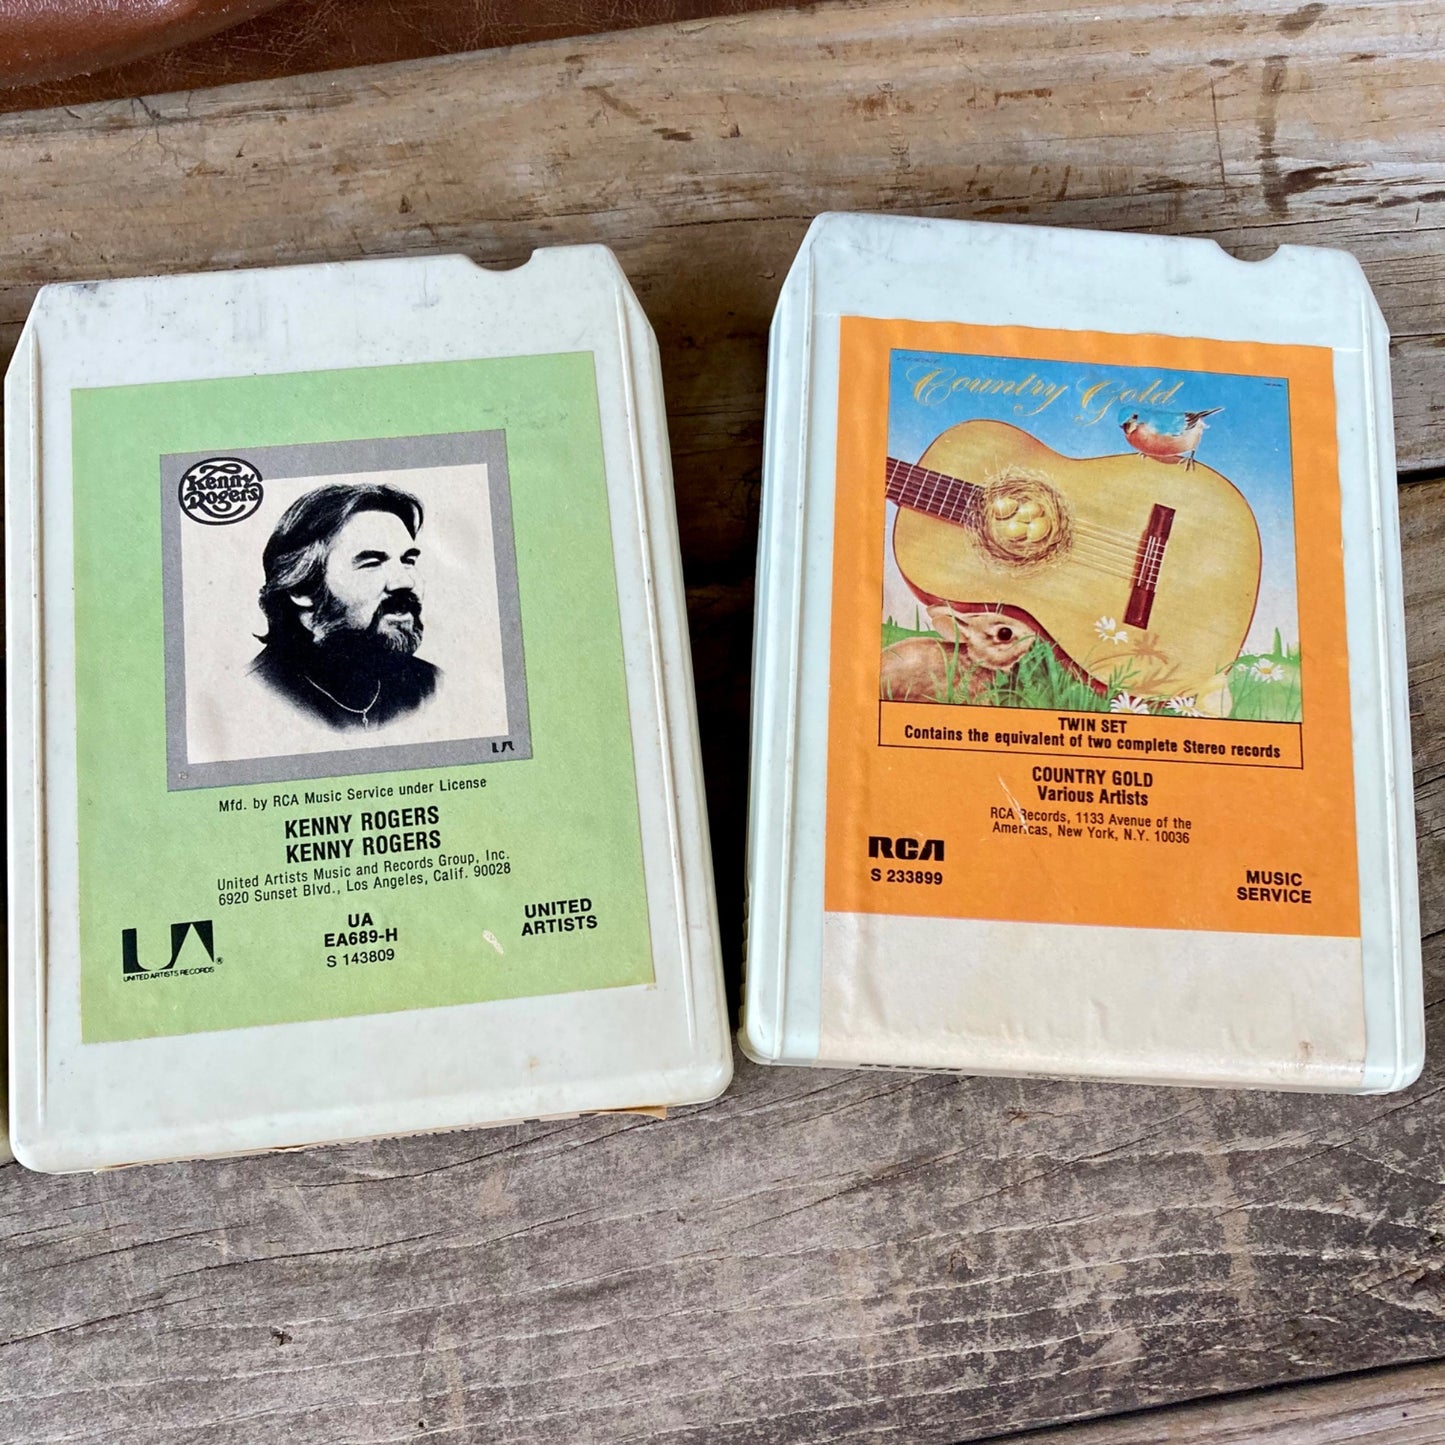 Kenny
Rogers
UA
Mfd. by RCA Music Service under License
KENNY ROGERS
KENNY ROGERS
United Artists Music and Records Group, Inc.
6920 Sunset Blvd., Los Angeles, Calif. 90028
UA
EA689-H
S 143809
UNITED
ARTISTS
UA
UNITED ARTISTS RECORDS ®
Country Gold
TWIN SET
Contains the equivalent of two complete Stereo records
COUNTRY GOLD
Various Artists
RCA Records, 1133 Avenue of the
Americas, New York, N.Y. 10036
RCA
S 233899
MUSIC
SERVICE